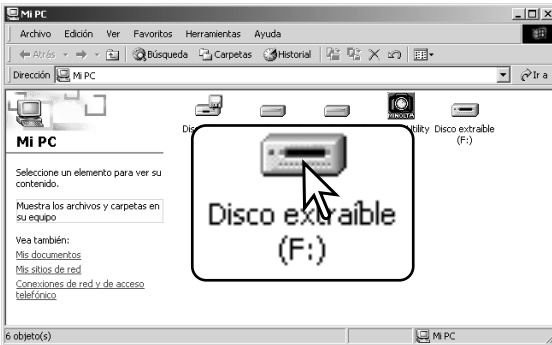 Mi PC
Archivo Edición Ver Favoritos Herramientas Ayuda
Atrás Búsqueda Carpetas Historial
Dirección Mi PC Ir a
MINOLTA
Mi PC
Utility Disco extraíble
(F:)
Disco extraíble
(F:)
Seleccione un elemento para ver su
contenido.
Muestra los archivos y carpetas en
su equipo
Vea también:
Mis documentos
Mis sitios de red
Conexiones de red y de acceso
telefónico
6 objeto(s) Mi PC